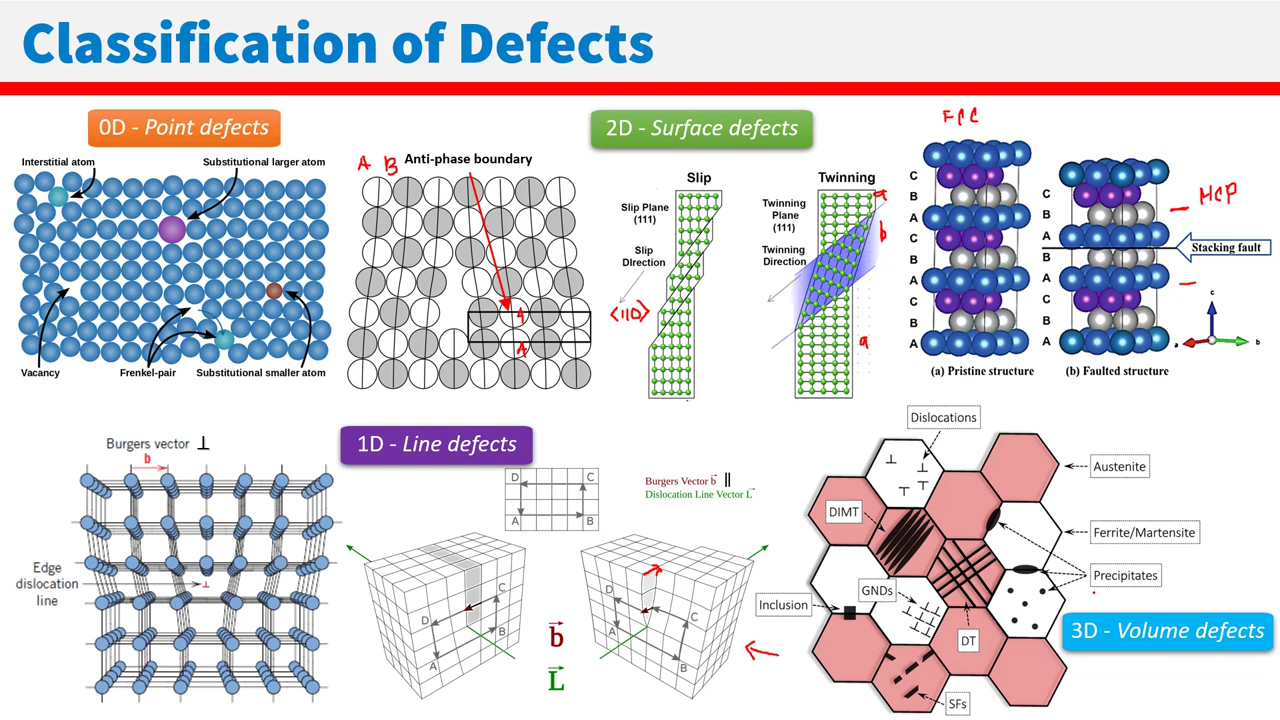 Classification of Defects
0D - Point defects
Interstitial atom
Substitutional larger atom
Vacancy
Frenkel-pair
Substitutional smaller atom
2D - Surface defects
A B
Anti-phase boundary
A
A
Slip
Slip Plane
(111)
Slip
Direction
<110>
Twinning
Twinning
Plane
(111)
Twinning
Direction
a
b
a
FCC
C
B
A
C
B
A
C
B
A
(a) Pristine structure
C
B
A
B
A
C
B
A
(b) Faulted structure
HCP
Stacking fault
c
a
b
1D - Line defects
Burgers vector ⊥
b
Edge
dislocation
line
⊥
D C
A B
Burgers Vector b⃗ ∥
Dislocation Line Vector L⃗
D
C
B
A
b⃗
L⃗
D
C
A
B
3D - Volume defects
Dislocations
Austenite
DIMT
Ferrite/Martensite
Precipitates
GNDs
Inclusion
DT
SFs